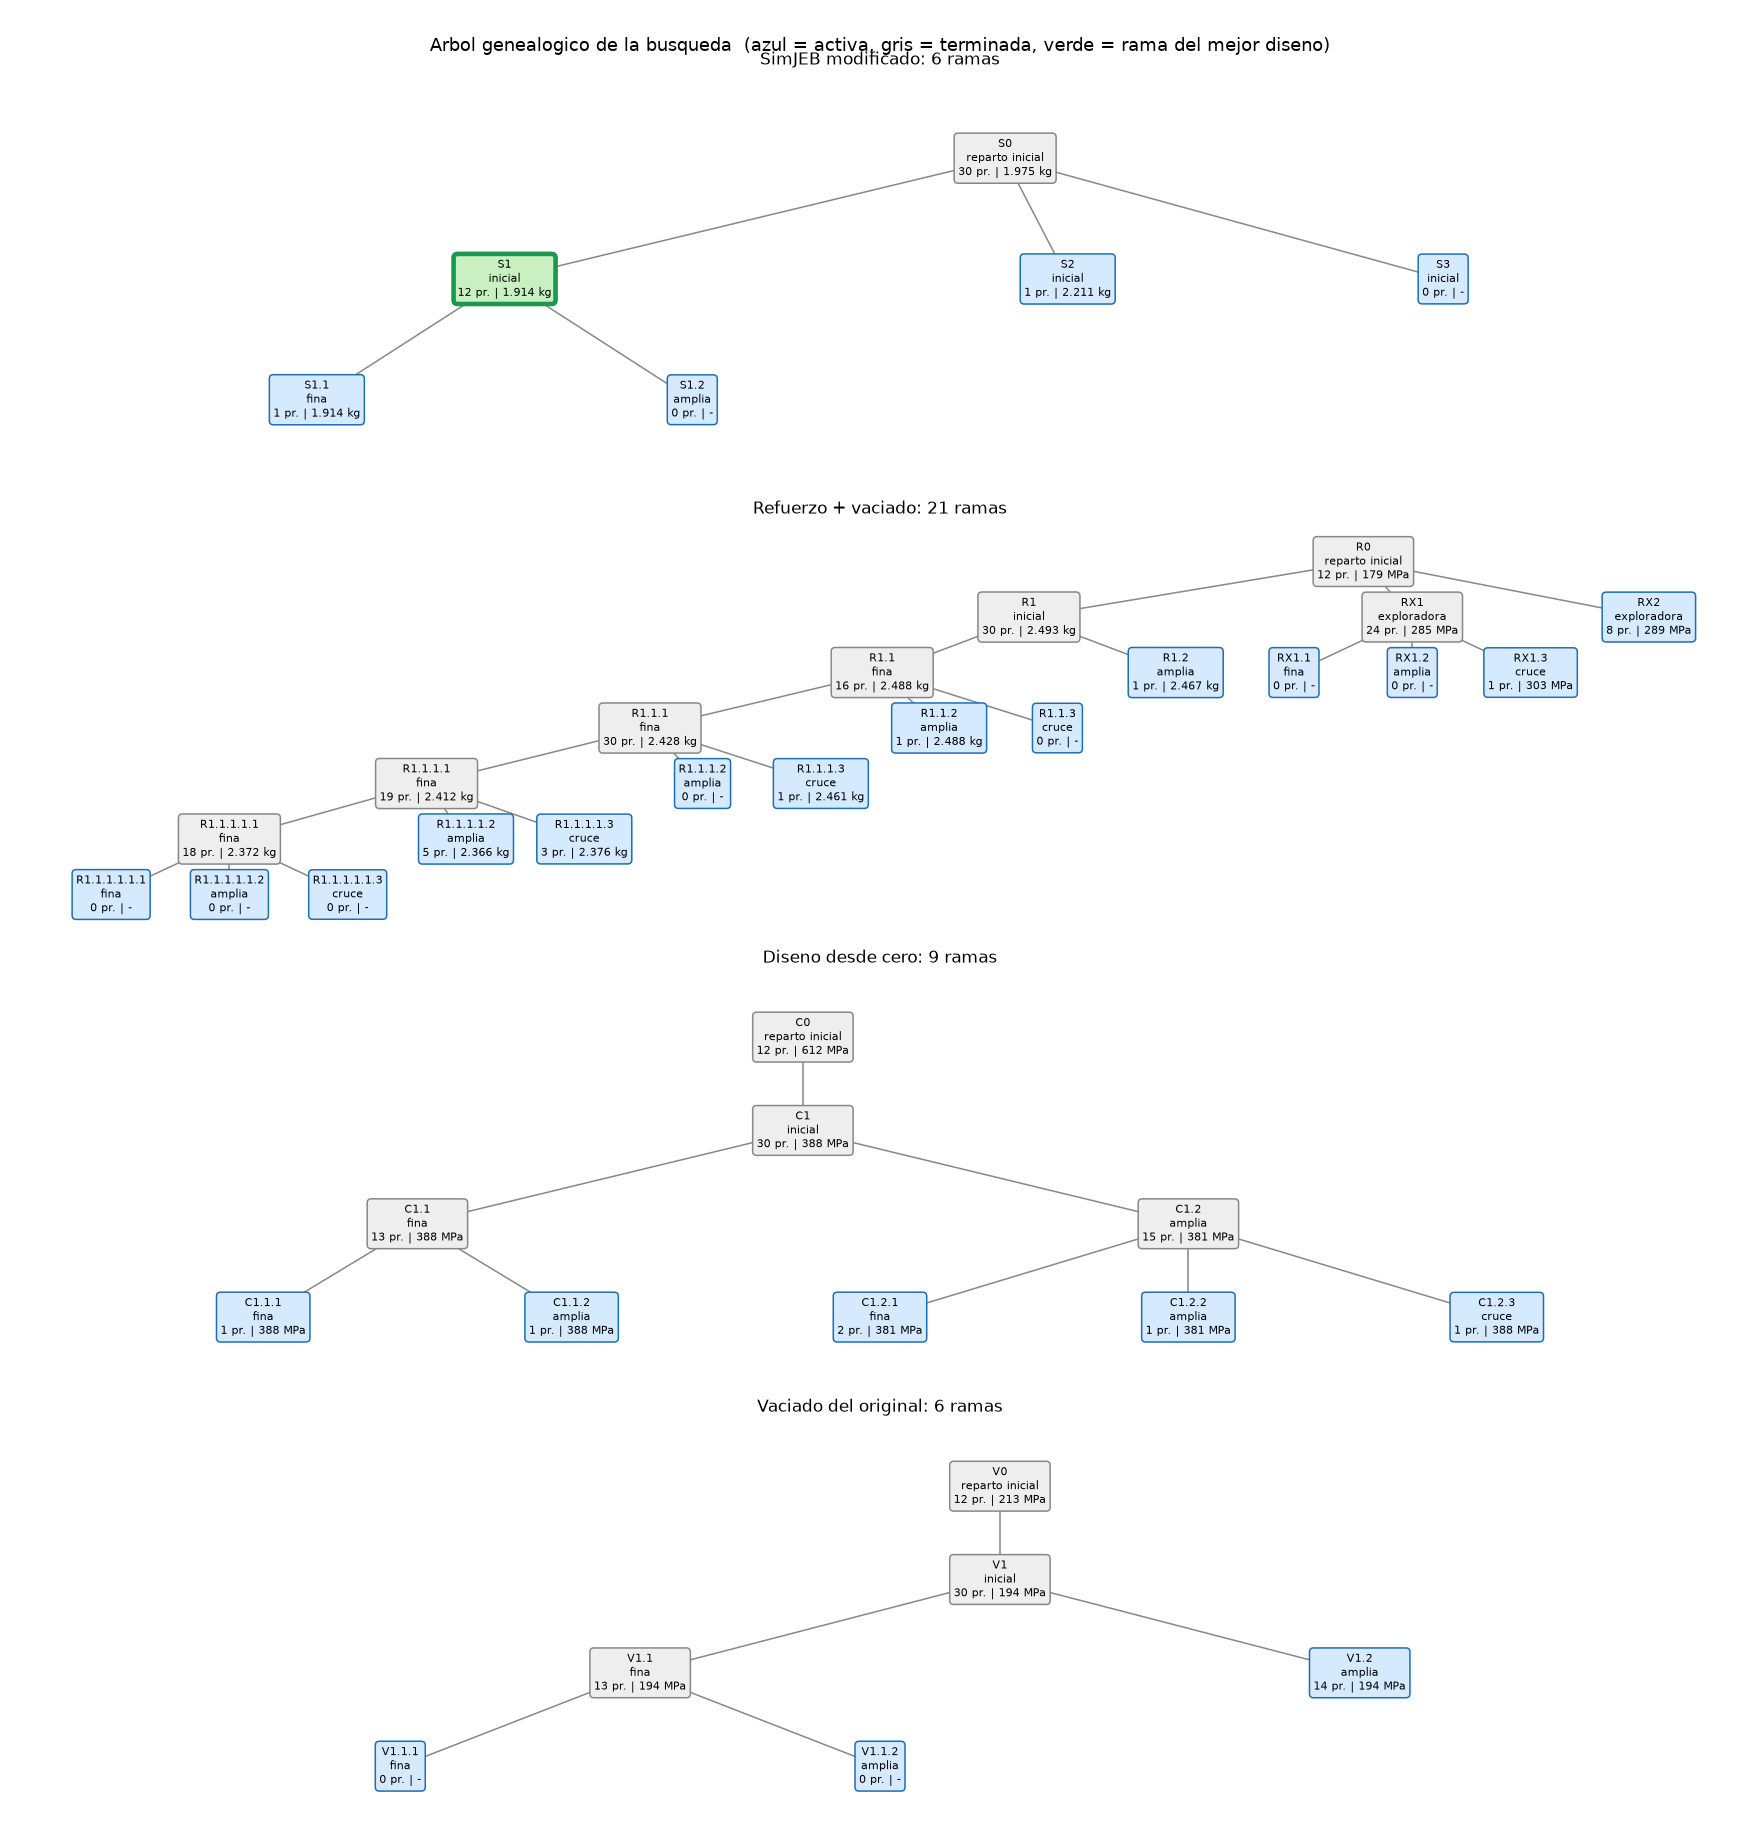 Arbol genealogico de la busqueda  (azul = activa, gris = terminada, verde = rama del mejor diseno)
SimJEB modificado: 6 ramas
S0
reparto inicial
30 pr. | 1.975 kg
S1
inicial
12 pr. | 1.914 kg
S2
inicial
1 pr. | 2.211 kg
S3
inicial
0 pr. | -
S1.1
fina
1 pr. | 1.914 kg
S1.2
amplia
0 pr. | -
Refuerzo + vaciado: 21 ramas
R0
reparto inicial
12 pr. | 179 MPa
R1
inicial
30 pr. | 2.493 kg
RX1
exploradora
24 pr. | 285 MPa
RX2
exploradora
8 pr. | 289 MPa
R1.1
fina
16 pr. | 2.488 kg
R1.2
amplia
1 pr. | 2.467 kg
RX1.1
fina
0 pr. | -
RX1.2
amplia
0 pr. | -
RX1.3
cruce
1 pr. | 303 MPa
R1.1.1
fina
30 pr. | 2.428 kg
R1.1.2
amplia
1 pr. | 2.488 kg
R1.1.3
cruce
0 pr. | -
R1.1.1.1
fina
19 pr. | 2.412 kg
R1.1.1.2
amplia
0 pr. | -
R1.1.1.3
cruce
1 pr. | 2.461 kg
R1.1.1.1.1
fina
18 pr. | 2.372 kg
R1.1.1.1.2
amplia
5 pr. | 2.366 kg
R1.1.1.1.3
cruce
3 pr. | 2.376 kg
R1.1.1.1.1.1
fina
0 pr. | -
R1.1.1.1.1.2
amplia
0 pr. | -
R1.1.1.1.1.3
cruce
0 pr. | -
Diseno desde cero: 9 ramas
C0
reparto inicial
12 pr. | 612 MPa
C1
inicial
30 pr. | 388 MPa
C1.1
fina
13 pr. | 388 MPa
C1.2
amplia
15 pr. | 381 MPa
C1.1.1
fina
1 pr. | 388 MPa
C1.1.2
amplia
1 pr. | 388 MPa
C1.2.1
fina
2 pr. | 381 MPa
C1.2.2
amplia
1 pr. | 381 MPa
C1.2.3
cruce
1 pr. | 388 MPa
Vaciado del original: 6 ramas
V0
reparto inicial
12 pr. | 213 MPa
V1
inicial
30 pr. | 194 MPa
V1.1
fina
13 pr. | 194 MPa
V1.2
amplia
14 pr. | 194 MPa
V1.1.1
fina
0 pr. | -
V1.1.2
amplia
0 pr. | -